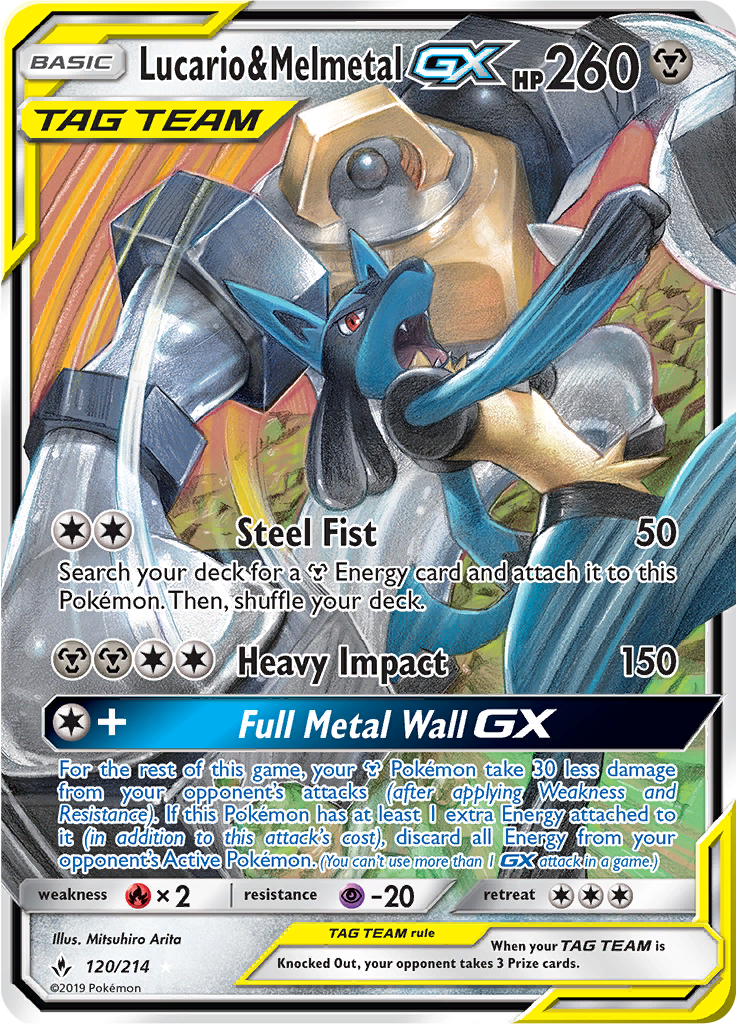 BASIC Lucario&Melmetal GX HP 260
TAG TEAM
Steel Fist 50
Search your deck for a Energy card and attach it to this
Pokémon. Then, shuffle your deck.
Heavy Impact 150
+ Full Metal Wall GX
For the rest of this game, your Pokémon take 30 less damage
from your opponent's attacks (after applying Weakness and
Resistance). If this Pokémon has at least 1 extra Energy attached to
it (in addition to this attack's cost), discard all Energy from your
opponent's Active Pokémon. (You can't use more than 1 GX attack in a game.)
weakness × 2 resistance -20 retreat
Illus. Mitsuhiro Arita
120/214
©2019 Pokémon
TAG TEAM rule
When your TAG TEAM is
Knocked Out, your opponent takes 3 Prize cards.